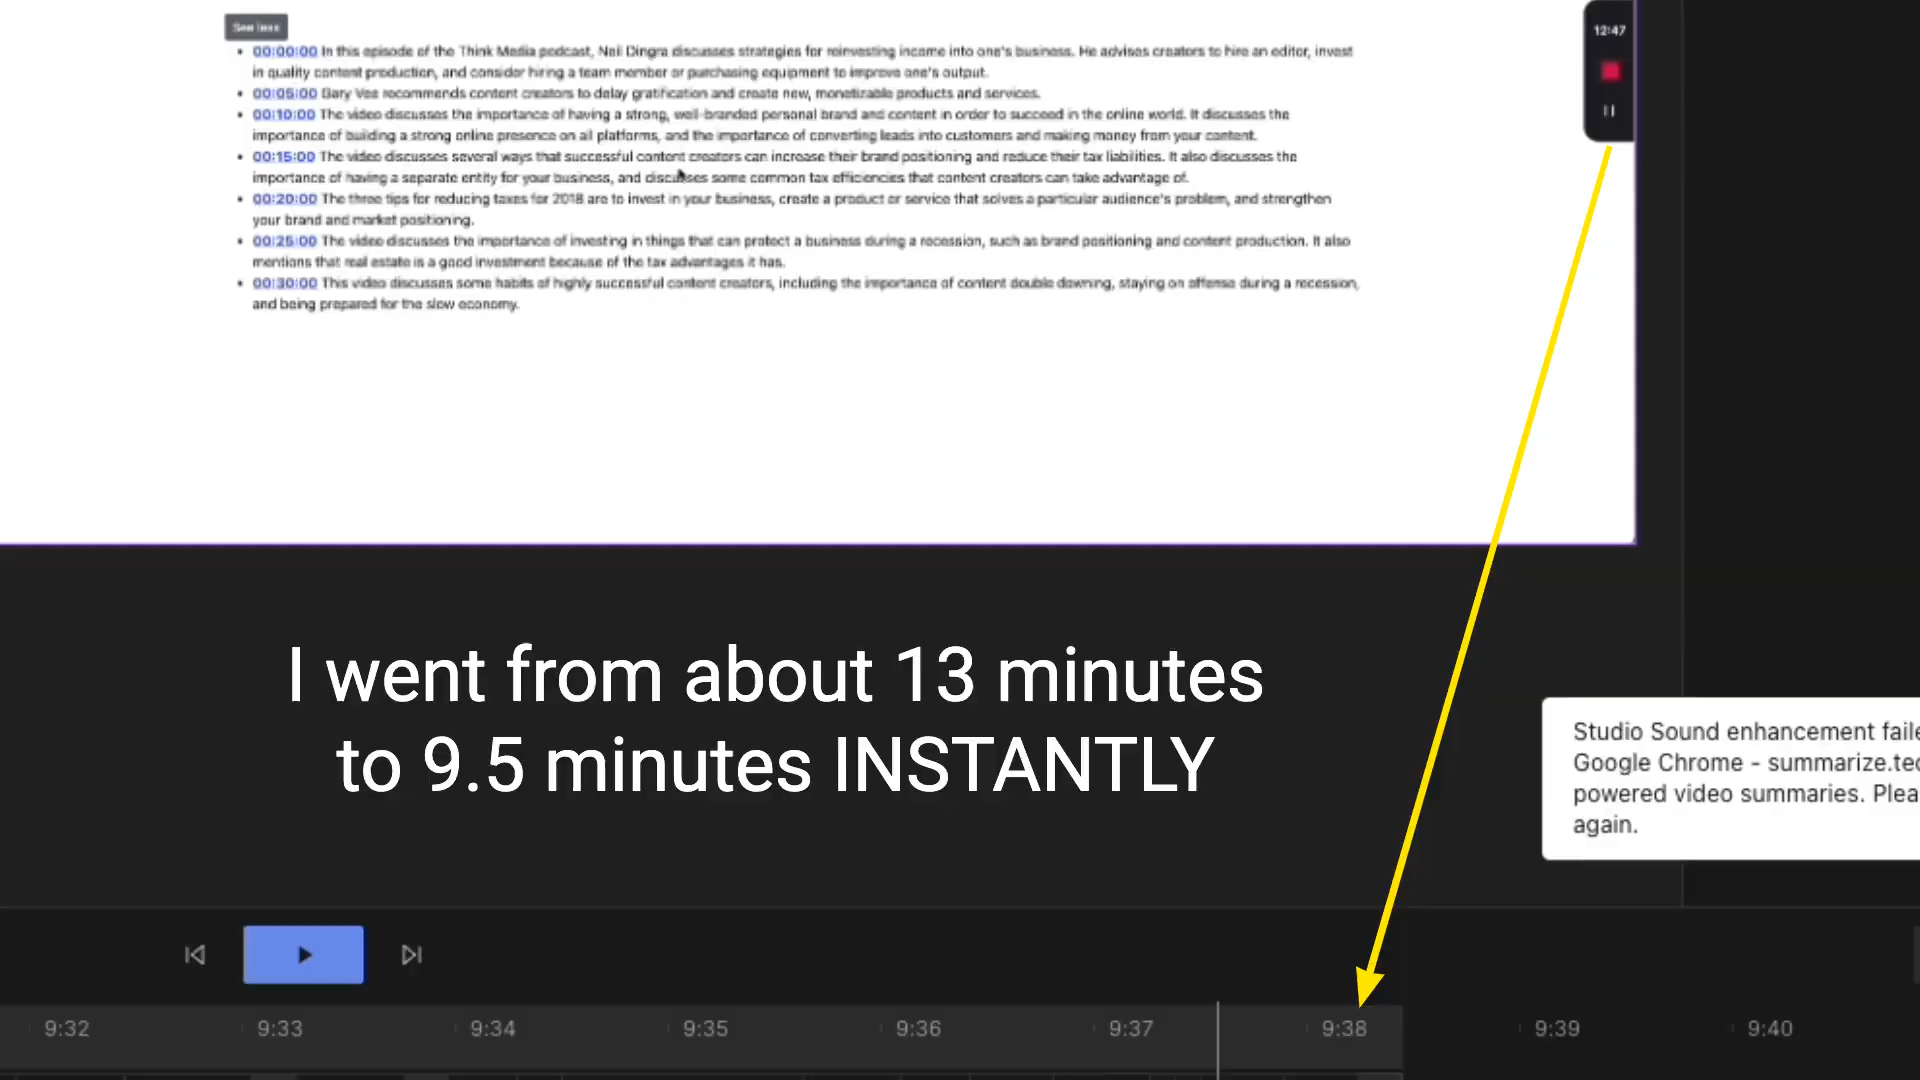 See less
12:47
00:00:00 In this episode of the Think Media podcast, Neil Dingra discusses strategies for reinvesting income into one's business. He advises creators to hire an editor, invest
in quality content production, and consider hiring a team member or purchasing equipment to improve one's output.
00:05:00 Gary Vee recommends content creators to delay gratification and create new, monetizable products and services.
00:10:00 The video discusses the importance of having a strong, well-branded personal brand and content in order to succeed in the online world. It discusses the
importance of building a strong online presence on all platforms, and the importance of converting leads into customers and making money from your content.
00:15:00 The video discusses several ways that successful content creators can increase their brand positioning and reduce their tax liabilities. It also discusses the
importance of having a separate entity for your business, and discusses some common tax efficiencies that content creators can take advantage of.
00:20:00 The three tips for reducing taxes for 2018 are to invest in your business, create a product or service that solves a particular audience's problem, and strengthen
your brand and market positioning.
00:25:00 The video discusses the importance of investing in things that can protect a business during a recession, such as brand positioning and content production. It also
mentions that real estate is a good investment because of the tax advantages it has.
00:30:00 This video discusses some habits of highly successful content creators, including the importance of content double downing, staying on offense during a recession,
and being prepared for the slow economy.
I went from about 13 minutes
to 9.5 minutes INSTANTLY
Studio Sound enhancement faile
Google Chrome - summarize.tec
powered video summaries. Plea
again.
9:32 9:33 9:34 9:35 9:36 9:37 9:38 9:39 9:40